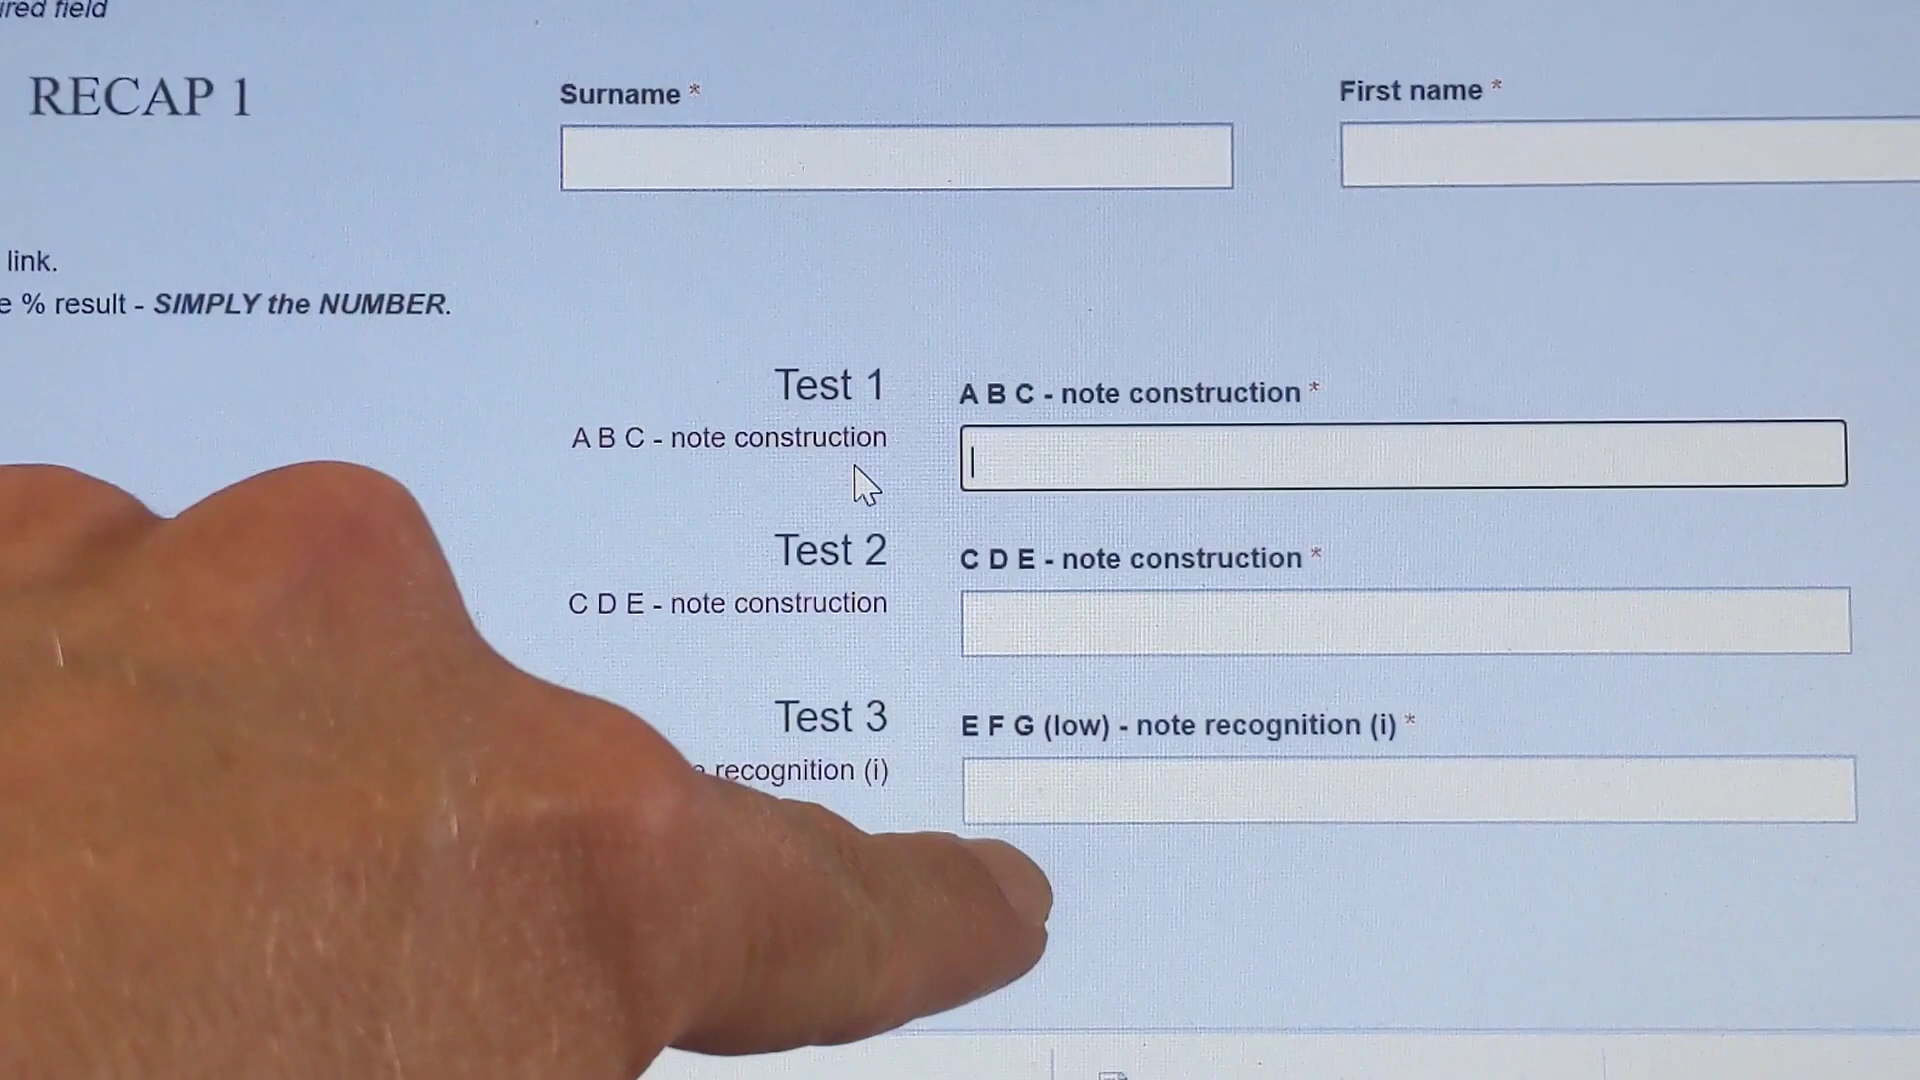 field
RECAP 1
Surname *
First name *
link.
% result - SIMPLY the NUMBER.
Test 1
A B C - note construction *
A B C - note construction
Test 2
C D E - note construction *
C D E - note construction
Test 3
E F G (low) - note recognition (i) *
recognition (i)